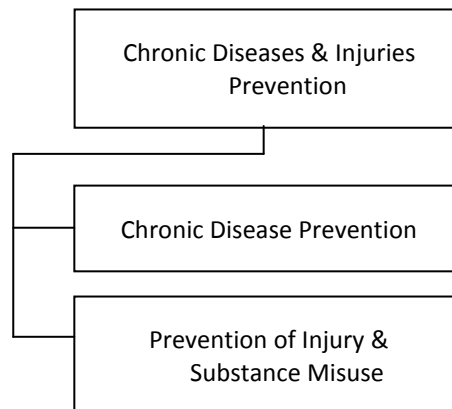 Chronic Diseases & Injuries
Prevention
Chronic Disease Prevention
Prevention of Injury &
Substance Misuse